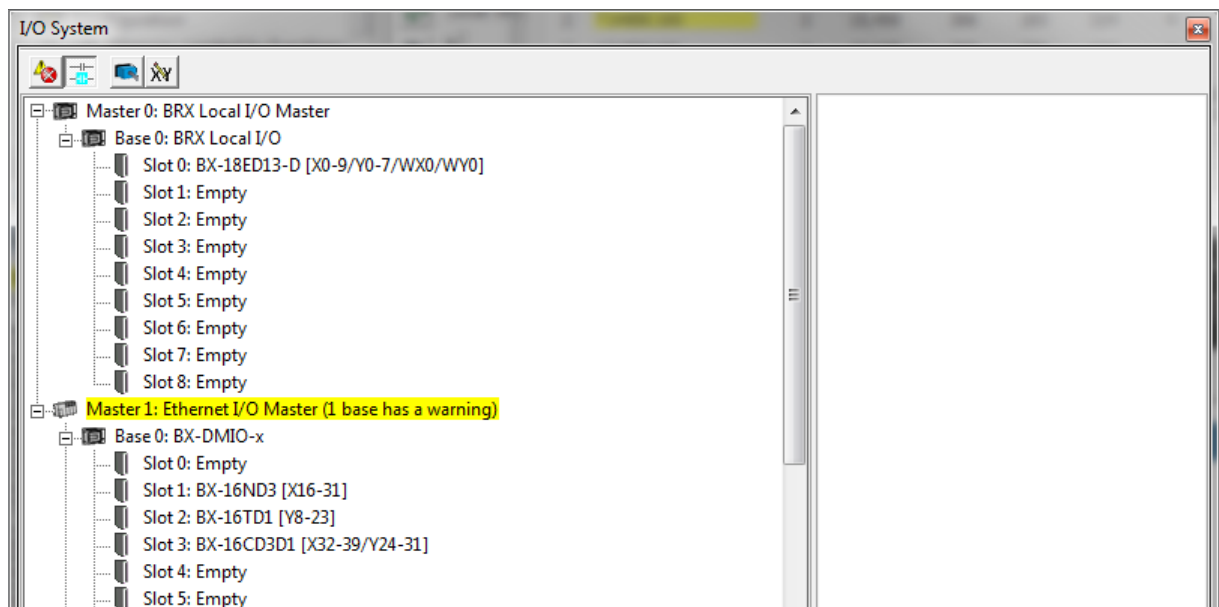 I/O System
Master 0: BRX Local I/O Master
Base 0: BRX Local I/O
Slot 0: BX-18ED13-D [X0-9/Y0-7/WX0/WY0]
Slot 1: Empty
Slot 2: Empty
Slot 3: Empty
Slot 4: Empty
Slot 5: Empty
Slot 6: Empty
Slot 7: Empty
Slot 8: Empty
Master 1: Ethernet I/O Master (1 base has a warning)
Base 0: BX-DMIO-x
Slot 0: Empty
Slot 1: BX-16ND3 [X16-31]
Slot 2: BX-16TD1 [Y8-23]
Slot 3: BX-16CD3D1 [X32-39/Y24-31]
Slot 4: Empty
Slot 5: Empty